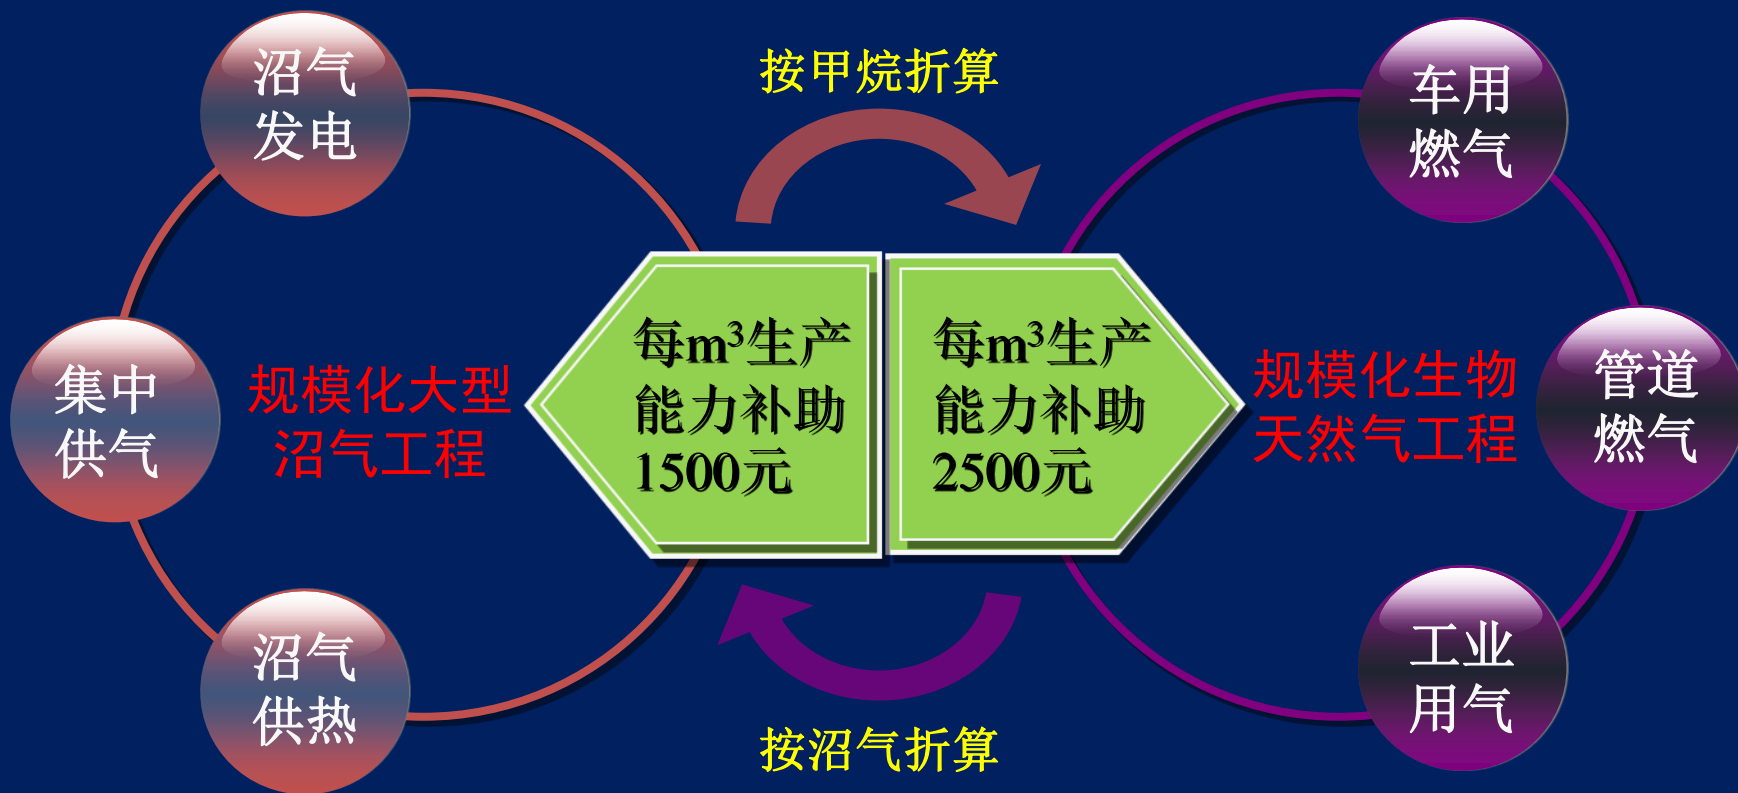 沼气
发电
集中
供气
沼气
供热
规模化大型
沼气工程
按甲烷折算
每m³生产
能力补助
1500元
每m³生产
能力补助
2500元
按沼气折算
规模化生物
天然气工程
车用
燃气
管道
燃气
工业
用气